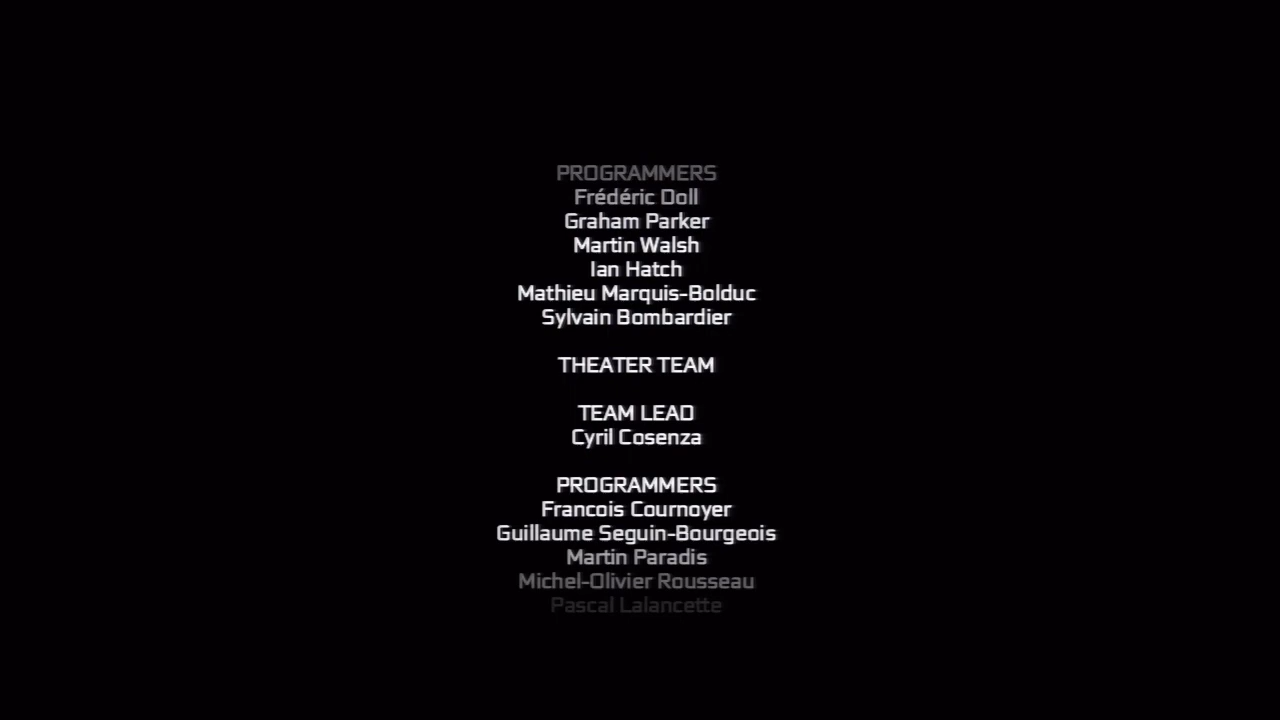 PROGRAMMERS
Frédéric Doll
Graham Parker
Martin Walsh
Ian Hatch
Mathieu Marquis-Bolduc
Sylvain Bombardier
THEATER TEAM
TEAM LEAD
Cyril Cosenza
PROGRAMMERS
Francois Cournoyer
Guillaume Seguin-Bourgeois
Martin Paradis
Michel-Olivier Rousseau
Pascal Lalancette